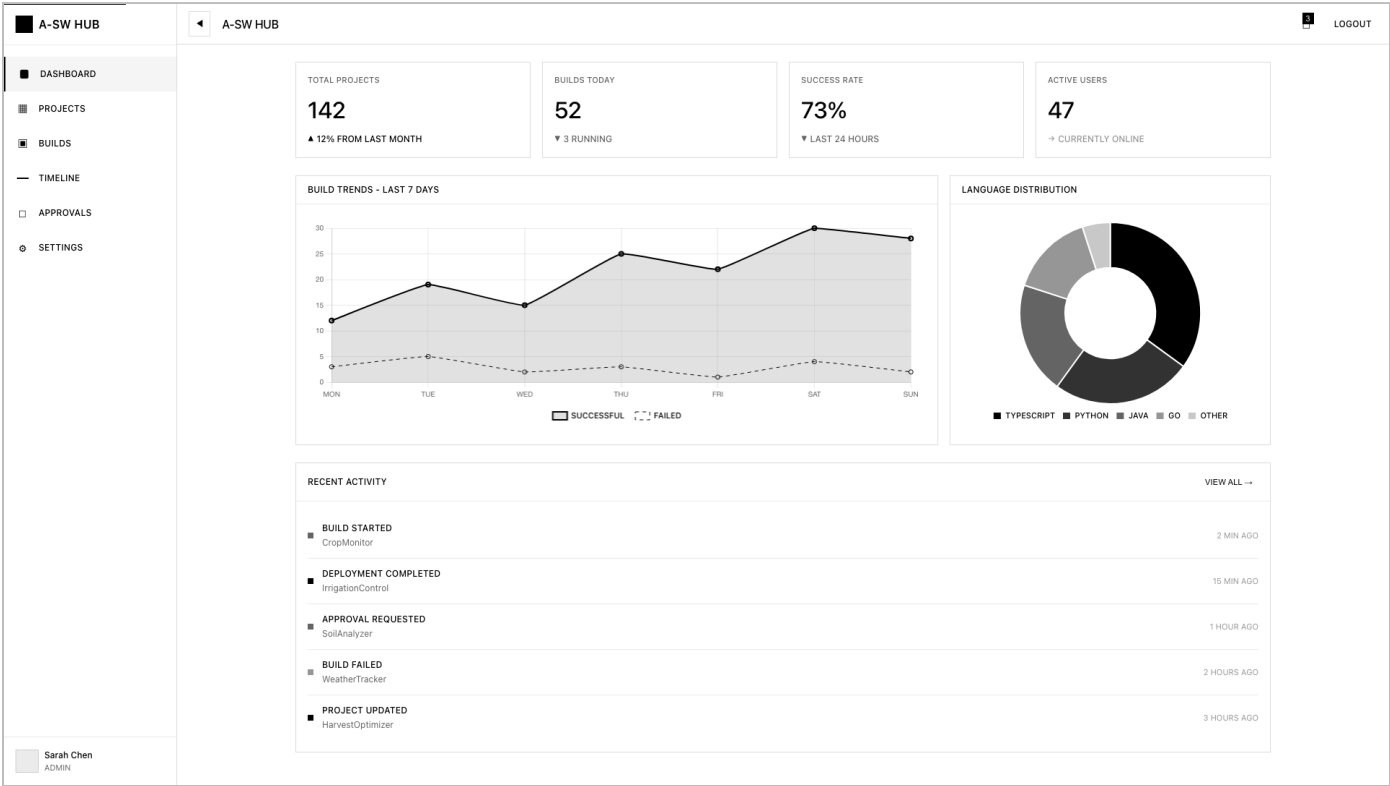 A-SW HUB
DASHBOARD
PROJECTS
BUILDS
TIMELINE
APPROVALS
SETTINGS
Sarah Chen
ADMIN
A-SW HUB
3
LOGOUT
TOTAL PROJECTS
142
▲ 12% FROM LAST MONTH
BUILDS TODAY
52
▼ 3 RUNNING
SUCCESS RATE
73%
▼ LAST 24 HOURS
ACTIVE USERS
47
→ CURRENTLY ONLINE
BUILD TRENDS - LAST 7 DAYS
30
25
20
15
10
5
0
MON TUE WED THU FRI SAT SUN
SUCCESSFUL FAILED
LANGUAGE DISTRIBUTION
TYPESCRIPT PYTHON JAVA GO OTHER
RECENT ACTIVITY
VIEW ALL →
BUILD STARTED
CropMonitor
2 MIN AGO
DEPLOYMENT COMPLETED
IrrigationControl
15 MIN AGO
APPROVAL REQUESTED
SoilAnalyzer
1 HOUR AGO
BUILD FAILED
WeatherTracker
2 HOURS AGO
PROJECT UPDATED
HarvestOptimizer
3 HOURS AGO